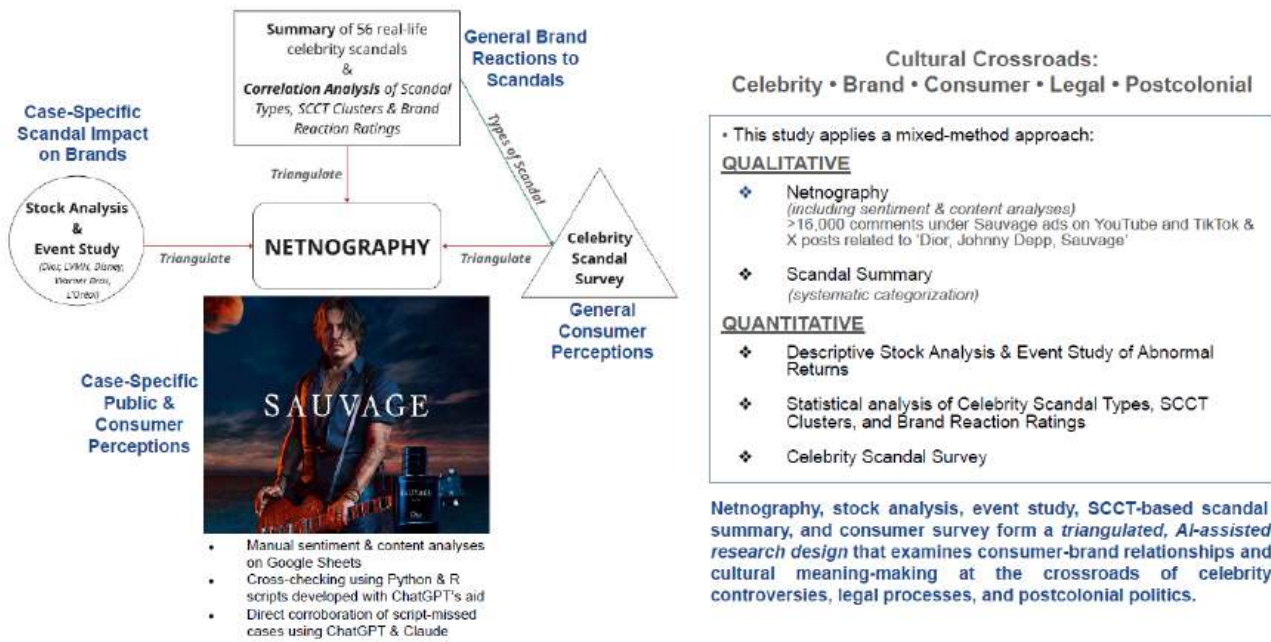 Summary of 56 real-life
celebrity scandals
&
Correlation Analysis of Scandal
Types, SCCT Clusters & Brand
Reaction Ratings
General Brand
Reactions to
Scandals
Case-Specific
Scandal Impact
on Brands
Types of Scandal
Triangulate
Stock Analysis
&
Event Study
(Dior, LVMH, Disney,
Warner Bros,
L'Oréal)
Triangulate
NETNOGRAPHY
Triangulate
Celebrity
Scandal
Survey
General
Consumer
Perceptions
Case-Specific
Public &
Consumer
Perceptions
SAUVAGE
SAUVAGE
Dior
• Manual sentiment & content analyses
on Google Sheets
• Cross-checking using Python & R
scripts developed with ChatGPT's aid
• Direct corroboration of script-missed
cases using ChatGPT & Claude
Cultural Crossroads:
Celebrity • Brand • Consumer • Legal • Postcolonial
• This study applies a mixed-method approach:
QUALITATIVE
❖ Netnography
(including sentiment & content analyses)
>16,000 comments under Sauvage ads on YouTube and TikTok &
X posts related to 'Dior, Johnny Depp, Sauvage'
❖ Scandal Summary
(systematic categorization)
QUANTITATIVE
❖ Descriptive Stock Analysis & Event Study of Abnormal
Returns
❖ Statistical analysis of Celebrity Scandal Types, SCCT
Clusters, and Brand Reaction Ratings
❖ Celebrity Scandal Survey
Netnography, stock analysis, event study, SCCT-based scandal
summary, and consumer survey form a triangulated, AI-assisted
research design that examines consumer-brand relationships and
cultural meaning-making at the crossroads of celebrity
controversies, legal processes, and postcolonial politics.